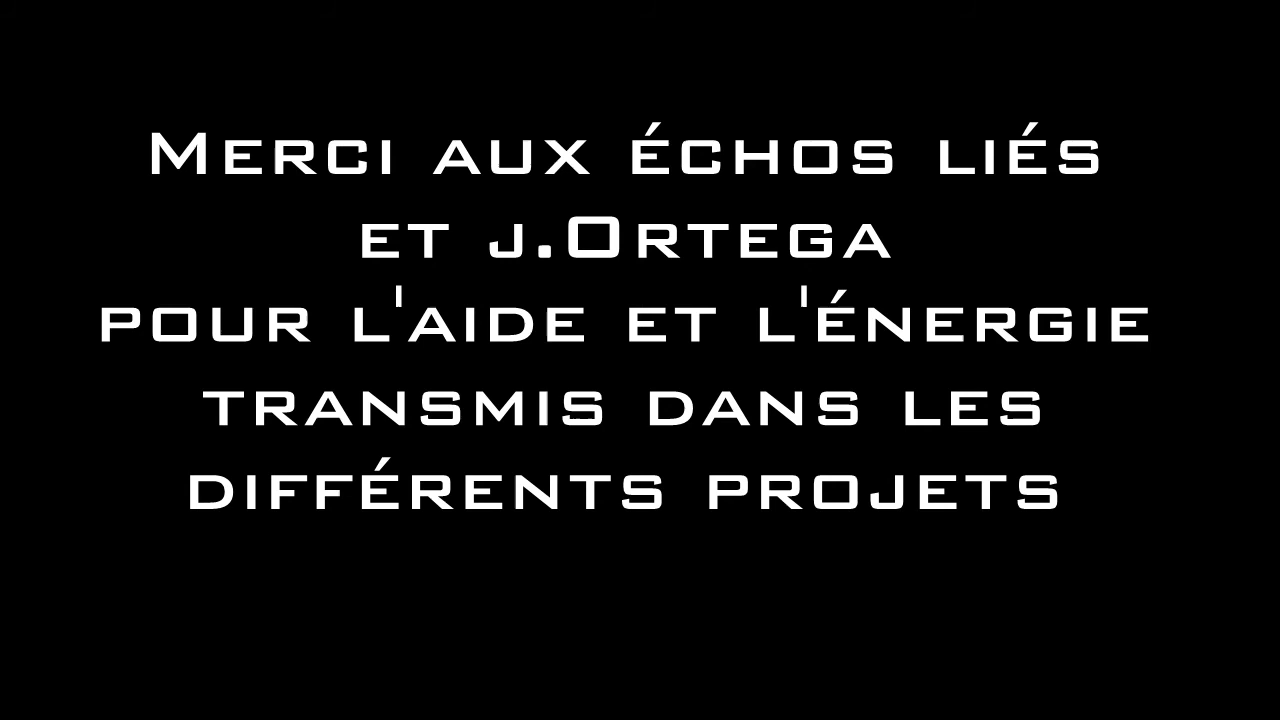 Merci aux échos liés
et j.Ortega
pour l'aide et l'énergie
transmis dans les
différents projets